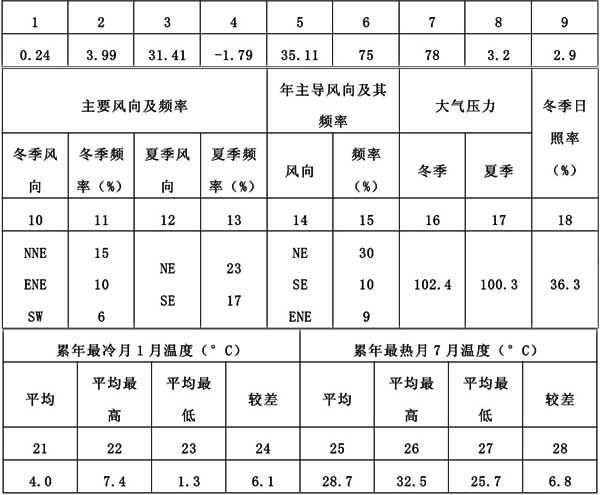 1 2 3 4 5 6 7 8 9
0.24 3.99 31.41 -1.79 35.11 75 78 3.2 2.9
主要风向及频率 年主导风向及其频率 大气压力 冬季日照率(%)
冬季风向 冬季频率(%) 夏季风向 夏季频率(%) 风向 频率(%) 冬季 夏季
10 11 12 13 14 15 16 17 18
NNE 15 NE 23 NE 30 102.4 100.3 36.3
ENE 10 SE 17 SE 10
SW 6 ENE 9
累年最冷月1月温度(°C) 累年最热月7月温度(°C)
平均 平均最高 平均最低 较差 平均 平均最高 平均最低 较差
21 22 23 24 25 26 27 28
4.0 7.4 1.3 6.1 28.7 32.5 25.7 6.8